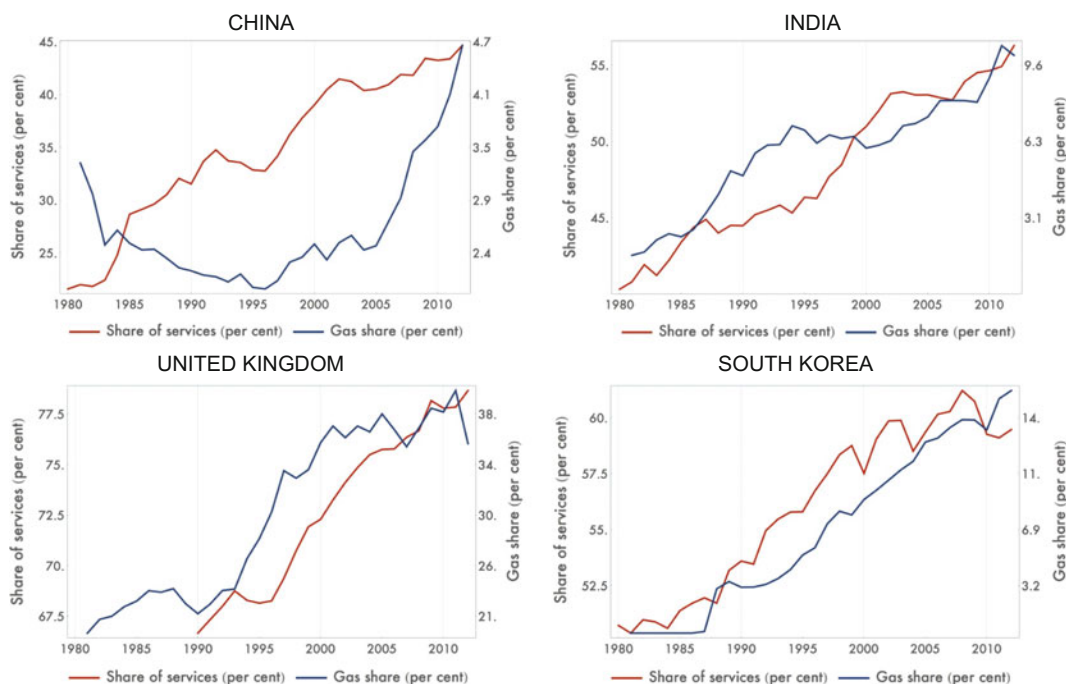 CHINA
45.
40.
35.
30.
25.
Share of services (per cent)
4.7
4.1
3.5
2.9
2.4
Gas share (per cent)
1980 1985 1990 1995 2000 2005 2010
Share of services (per cent) Gas share (per cent)
INDIA
55.
50.
45.
Share of services (per cent)
9.6
6.3
3.1
Gas share (per cent)
1980 1985 1990 1995 2000 2005 2010
Share of services (per cent) Gas share (per cent)
UNITED KINGDOM
77.5
75.
72.5
70.
67.5
Share of services (per cent)
38.
34.
30.
26.
21.
Gas share (per cent)
1980 1985 1990 1995 2000 2005 2010
Share of services (per cent) Gas share (per cent)
SOUTH KOREA
60.
57.5
55.
52.5
Share of services (per cent)
14.
11.
6.9
3.2
Gas share (per cent)
1980 1985 1990 1995 2000 2005 2010
Share of services (per cent) Gas share (per cent)